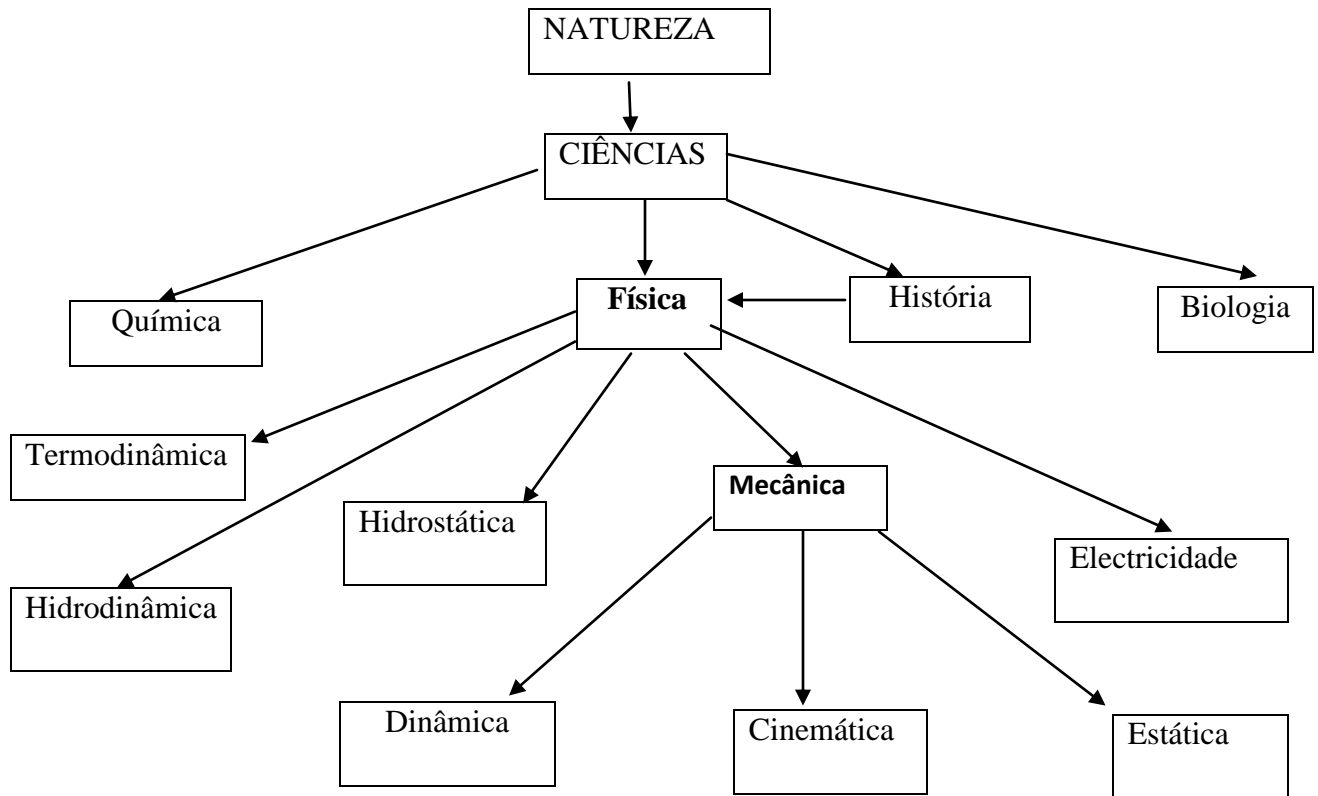 NATUREZA
CIÊNCIAS
Química
Física
História
Biologia
Termodinâmica
Hidrostática
Mecânica
Electricidade
Hidrodinâmica
Dinâmica
Cinemática
Estática